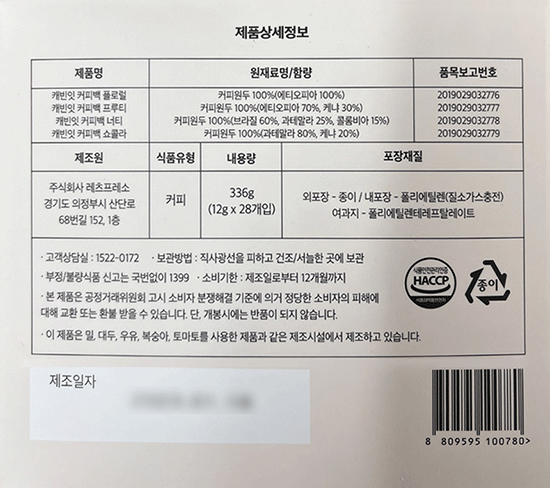 제품상세정보
제품명 원재료명/함량 품목보고번호
캐빈잇 커피백 플로럴 커피원두 100%(에티오피아 100%) 2019029032776
캐빈잇 커피백 프루티 커피원두 100%(에티오피아 70%, 케냐 30%) 2019029032777
캐빈잇 커피백 너티 커피원두 100%(브라질 60%, 과테말라 25%, 콜롬비아 15%) 2019029032778
캐빈잇 커피백 쇼콜라 커피원두 100%(과테말라 80%, 케냐 20%) 2019029032779
제조원 식품유형 내용량 포장재질
주식회사 레츠프레소
경기도 의정부시 산단로
68번길 152, 1층
커피
336g
(12g x 28개입)
외포장 - 종이 / 내포장 - 폴리에틸렌(질소가스충전)
여과지 - 폴리에틸렌테레프탈레이트
· 고객상담실 : 1522-0172 · 보관방법 : 직사광선을 피하고 건조/서늘한 곳에 보관
· 부정/불량식품 신고는 국번없이 1399 · 소비기한 : 제조일로부터 12개월까지
· 본 제품은 공정거래위원회 고시 소비자 분쟁해결 기준에 의거 정당한 소비자의 피해에
대해 교환 또는 환불 받을 수 있습니다. 단, 개봉시에는 반품이 되지 않습니다.
· 이 제품은 밀, 대두, 우유, 복숭아, 토마토를 사용한 제품과 같은 제조시설에서 제조하고 있습니다.
식품안전관리인증
HACCP
식품의약품안전처
종이
제조일자
8 809595 100780